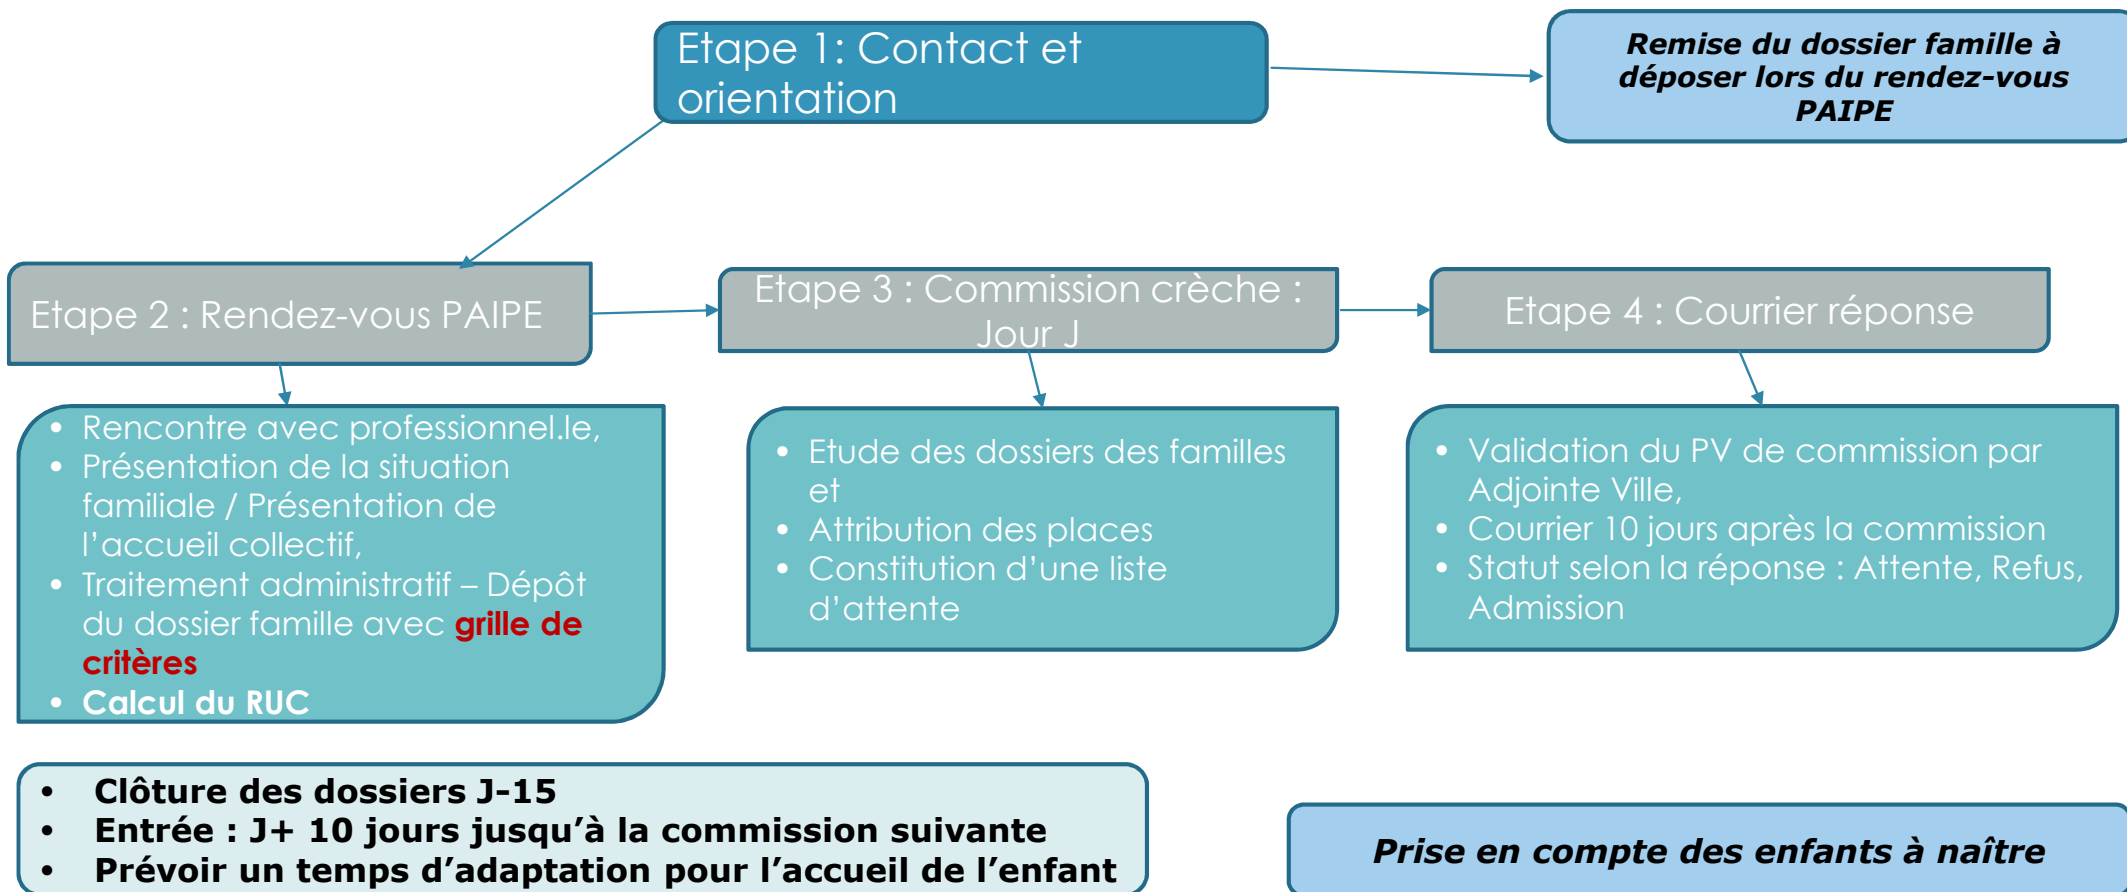 Etape 1: Contact et
orientation
Remise du dossier famille à
déposer lors du rendez-vous
PAIPE
Etape 2 : Rendez-vous PAIPE
Etape 3 : Commission crèche :
Jour J
Etape 4 : Courrier réponse
• Rencontre avec professionnel.le,
• Présentation de la situation
familiale / Présentation de
l’accueil collectif,
• Traitement administratif – Dépôt
du dossier famille avec grille de
critères
• Calcul du RUC
• Etude des dossiers des familles
et
• Attribution des places
• Constitution d’une liste
d’attente
• Validation du PV de commission par
Adjointe Ville,
• Courrier 10 jours après la commission
• Statut selon la réponse : Attente, Refus,
Admission
• Clôture des dossiers J-15
• Entrée : J+ 10 jours jusqu’à la commission suivante
• Prévoir un temps d’adaptation pour l’accueil de l’enfant
Prise en compte des enfants à naître